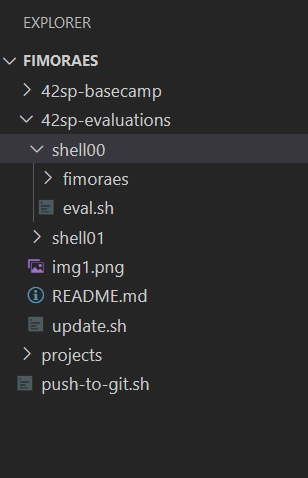 EXPLORER
FIMORAES
42sp-basecamp
42sp-evaluations
shell00
fimoraes
eval.sh
shell01
img1.png
README.md
update.sh
projects
push-to-git.sh